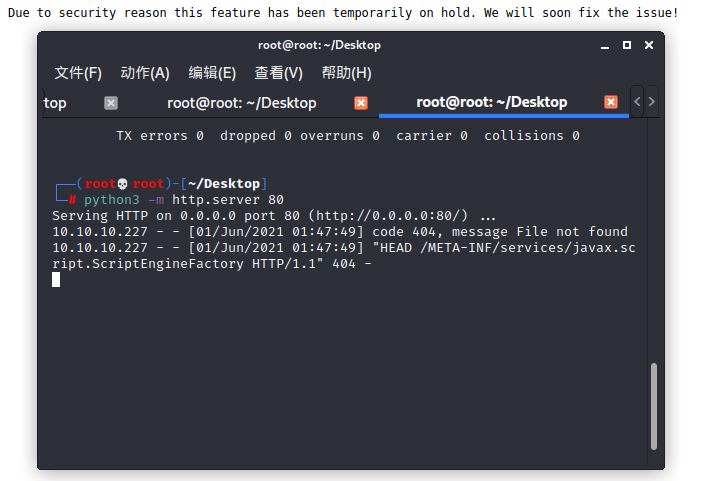 Due to security reason this feature has been temporarily on hold. We will soon fix the issue!
root@root: ~/Desktop
文件(F) 动作(A) 编辑(E) 查看(V) 帮助(H)
top root@root: ~/Desktop root@root: ~/Desktop
TX errors 0 dropped 0 overruns 0 carrier 0 collisions 0
┌──(root💀root)-[~/Desktop]
└─# python3 -m http.server 80
Serving HTTP on 0.0.0.0 port 80 (http://0.0.0.0:80/) ...
10.10.10.227 - - [01/Jun/2021 01:47:49] code 404, message File not found
10.10.10.227 - - [01/Jun/2021 01:47:49] "HEAD /META-INF/services/javax.sc
ript.ScriptEngineFactory HTTP/1.1" 404 -